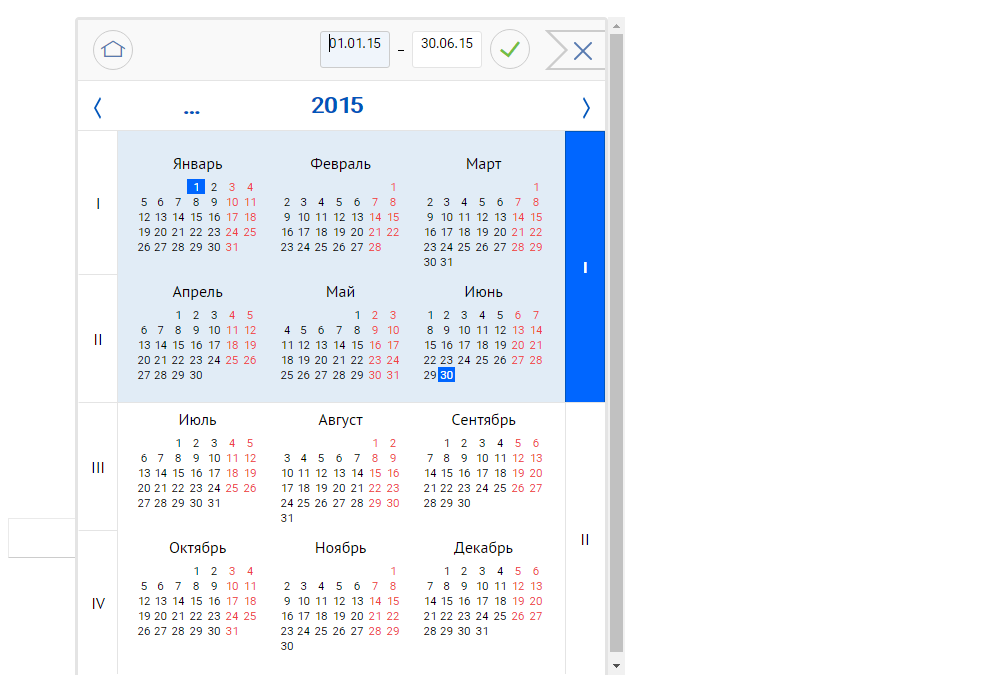 01.01.15 – 30.06.15
... 2015
Январь Февраль Март
1 2 3 4 1 1
5 6 7 8 9 10 11 2 3 4 5 6 7 8 2 3 4 5 6 7 8
I 12 13 14 15 16 17 18 9 10 11 12 13 14 15 9 10 11 12 13 14 15
19 20 21 22 23 24 25 16 17 18 19 20 21 22 16 17 18 19 20 21 22
26 27 28 29 30 31 23 24 25 26 27 28 23 24 25 26 27 28 29
30 31
I
Апрель Май Июнь
1 2 3 4 5 1 2 3 1 2 3 4 5 6 7
6 7 8 9 10 11 12 4 5 6 7 8 9 10 8 9 10 11 12 13 14
II 13 14 15 16 17 18 19 11 12 13 14 15 16 17 15 16 17 18 19 20 21
20 21 22 23 24 25 26 18 19 20 21 22 23 24 22 23 24 25 26 27 28
27 28 29 30 25 26 27 28 29 30 31 29 30
Июль Август Сентябрь
1 2 3 4 5 1 2 1 2 3 4 5 6
6 7 8 9 10 11 12 3 4 5 6 7 8 9 7 8 9 10 11 12 13
III 13 14 15 16 17 18 19 10 11 12 13 14 15 16 14 15 16 17 18 19 20
20 21 22 23 24 25 26 17 18 19 20 21 22 23 21 22 23 24 25 26 27
27 28 29 30 31 24 25 26 27 28 29 30 28 29 30
31
II
Октябрь Ноябрь Декабрь
1 2 3 4 1 1 2 3 4 5 6
5 6 7 8 9 10 11 2 3 4 5 6 7 8 7 8 9 10 11 12 13
IV 12 13 14 15 16 17 18 9 10 11 12 13 14 15 14 15 16 17 18 19 20
19 20 21 22 23 24 25 16 17 18 19 20 21 22 21 22 23 24 25 26 27
26 27 28 29 30 31 23 24 25 26 27 28 29 28 29 30 31
30